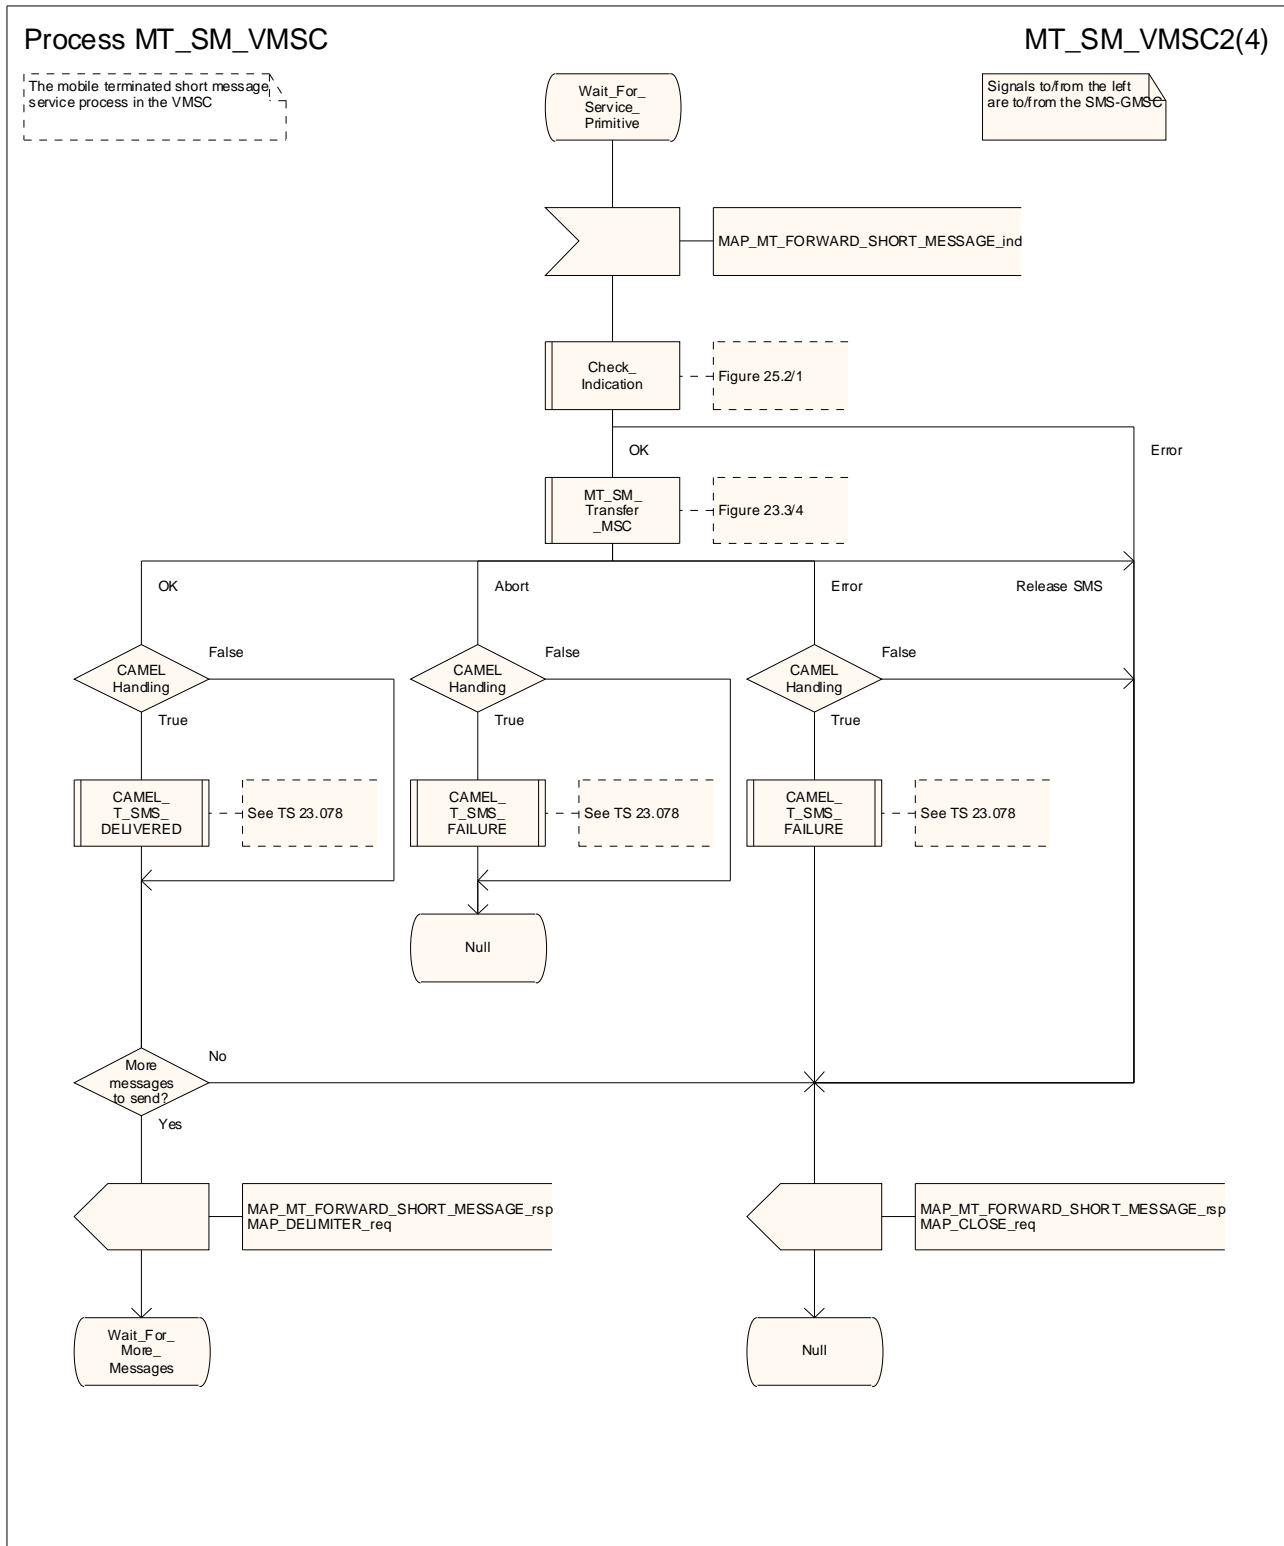 Process MT_SM_VMSC
MT_SM_VMSC2(4)
The mobile terminated short message
service process in the VMSC
Wait_For_
Service_
Primitive
Signals to/from the left
are to/from the SMS-GMSC
MAP_MT_FORWARD_SHORT_MESSAGE_ind
Check_
Indication
Figure 25.2/1
OK
Error
MT_SM_
Transfer
_MSC
Figure 23.3/4
OK
Abort
Error
Release SMS
CAMEL
Handling
False
CAMEL
Handling
False
CAMEL
Handling
False
True
True
True
CAMEL_
T_SMS_
DELIVERED
See TS 23.078
CAMEL_
T_SMS_
FAILURE
See TS 23.078
CAMEL_
T_SMS_
FAILURE
See TS 23.078
Null
More
messages
to send?
No
Yes
MAP_MT_FORWARD_SHORT_MESSAGE_rsp
MAP_DELIMITER_req
MAP_MT_FORWARD_SHORT_MESSAGE_rsp
MAP_CLOSE_req
Wait_For_
More_
Messages
Null